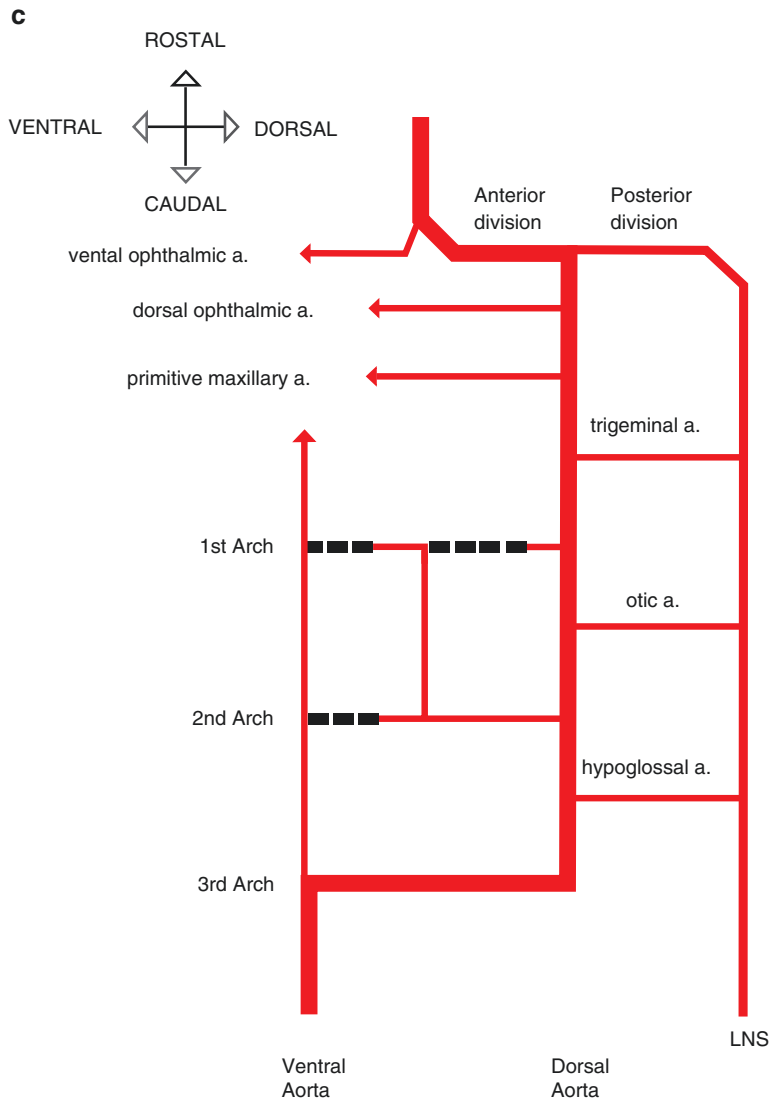 c
ROSTAL
VENTRAL
DORSAL
CAUDAL
Anterior
division
Posterior
division
vental ophthalmic a.
dorsal ophthalmic a.
primitive maxillary a.
trigeminal a.
1st Arch
otic a.
2nd Arch
hypoglossal a.
3rd Arch
LNS
Ventral
Aorta
Dorsal
Aorta